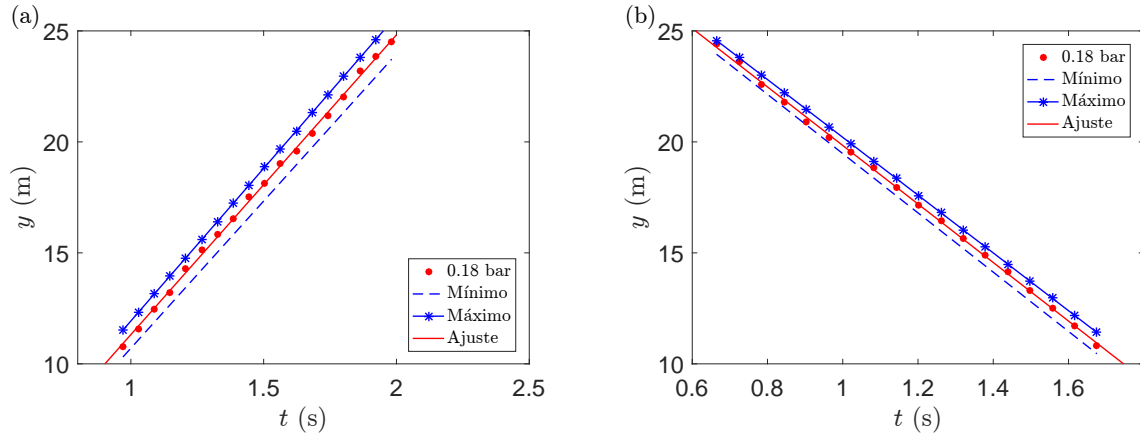 (a)
25
20
15
10
y (m)
1
1.5
2
2.5
t (s)
0.18 bar
Mínimo
Máximo
Ajuste
(b)
25
20
15
10
y (m)
0.6
0.8
1
1.2
1.4
1.6
t (s)
0.18 bar
Mínimo
Máximo
Ajuste